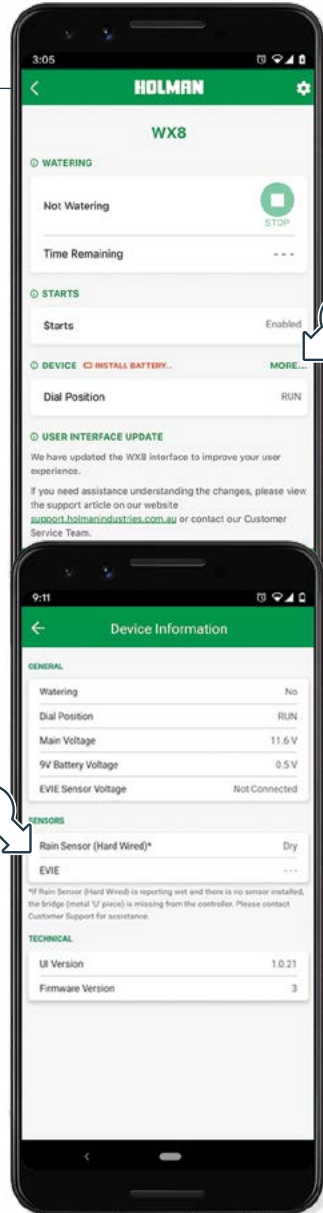 3:05
HOLMAN
WX8
WATERING
Not Watering
STOP
Time Remaining
- - -
STARTS
Starts Enabled
DEVICE INSTALL BATTERY... MORE...
Dial Position RUN
USER INTERFACE UPDATE
We have updated the WX8 interface to improve your user
experience.
If you need assistance understanding the changes, please view
the support article on our website
support.holmanindustries.com.au or contact our Customer
Service Team.
9:11
Device Information
GENERAL
Watering No
Dial Position RUN
Main Voltage 11.6 V
9V Battery Voltage 0.5 V
EVIE Sensor Voltage Not Connected
SENSORS
Rain Sensor (Hard Wired)* Dry
EVIE - - -
*If Rain Sensor (Hard Wired) is reporting wet and there is no sensor installed,
the bridge (metal 'U' piece) is missing from the controller. Please contact
Customer Support for assistance.
TECHNICAL
UI Version 1.0.21
Firmware Version 3